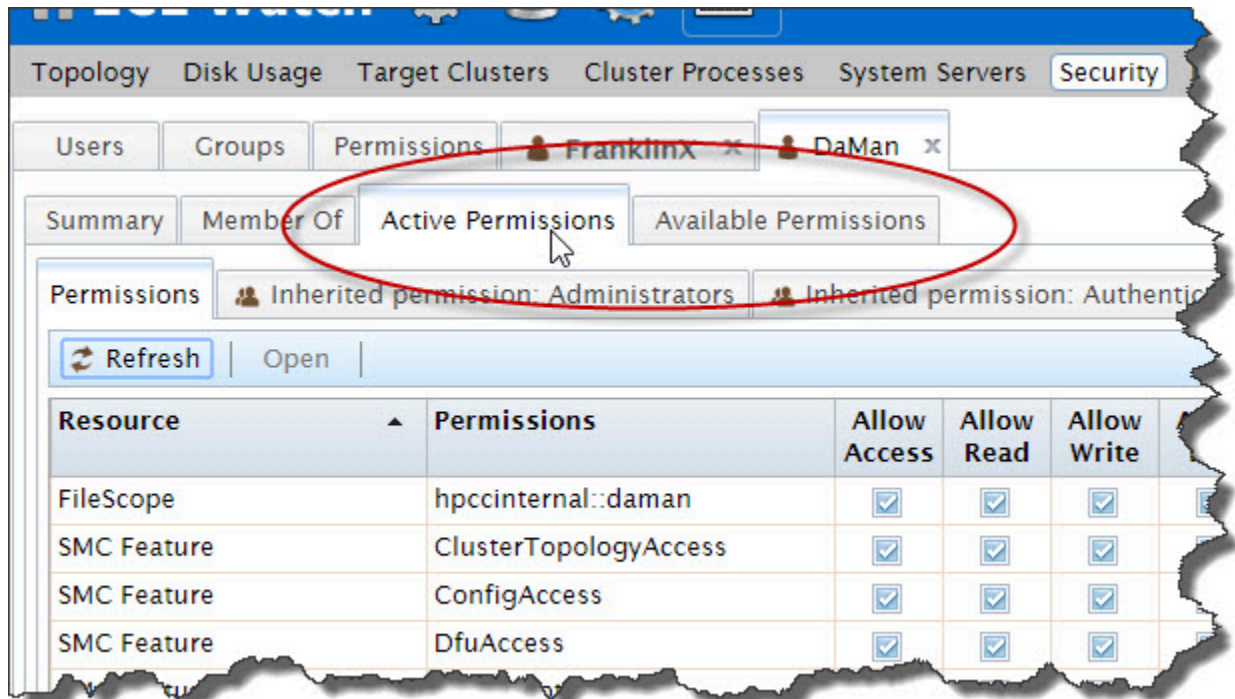 ECL Watch
Topology Disk Usage Target Clusters Cluster Processes System Servers Security
Users Groups Permissions FranklinX x DaMan x
Summary Member Of Active Permissions Available Permissions
Permissions Inherited permission: Administrators Inherited permission:
Refresh Open
Resource Permissions Allow Access Allow Read Allow Write
FileScope hpccinternal::daman
SMC Feature ClusterTopologyAccess
SMC Feature ConfigAccess
SMC Feature DfuAccess